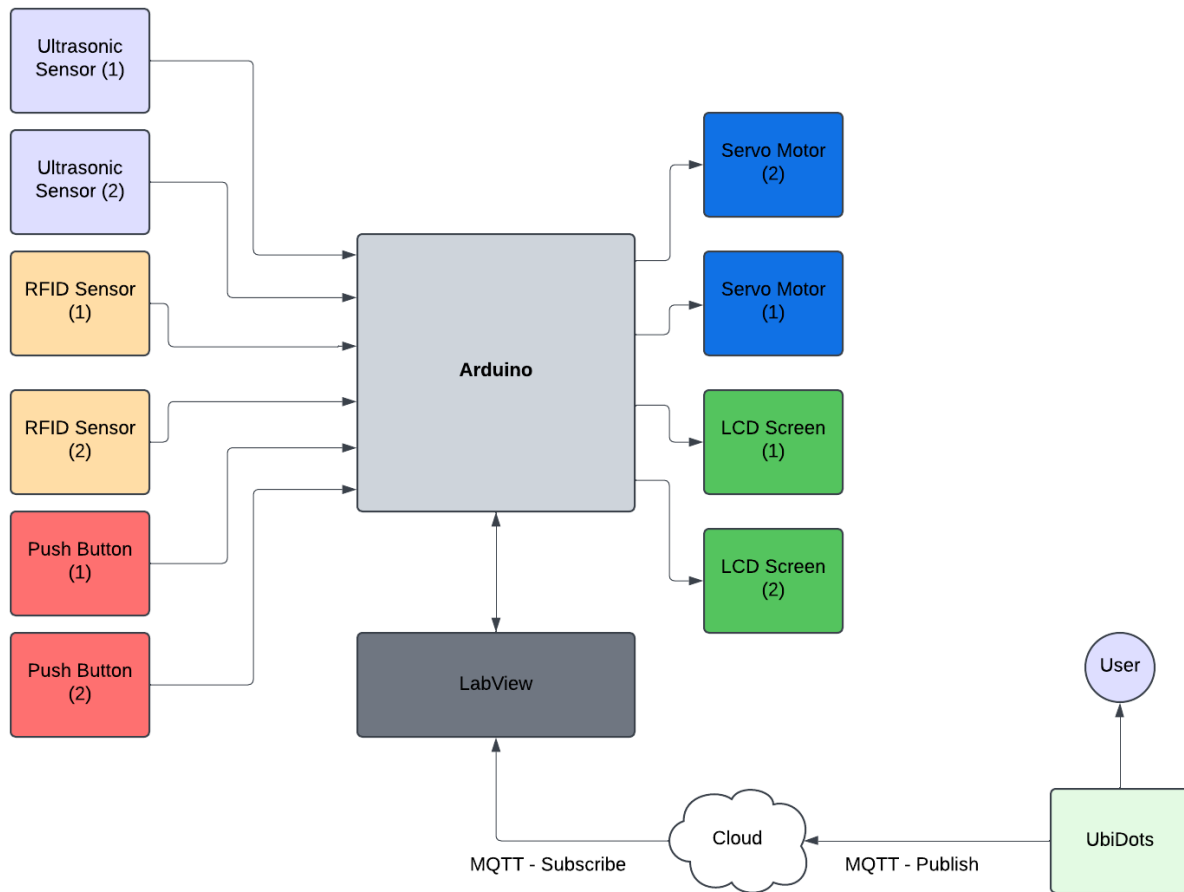 Ultrasonic
Sensor (1)
Ultrasonic
Sensor (2)
RFID Sensor
(1)
RFID Sensor
(2)
Push Button
(1)
Push Button
(2)
Arduino
LabView
Servo Motor
(2)
Servo Motor
(1)
LCD Screen
(1)
LCD Screen
(2)
User
Cloud
UbiDots
MQTT - Subscribe
MQTT - Publish